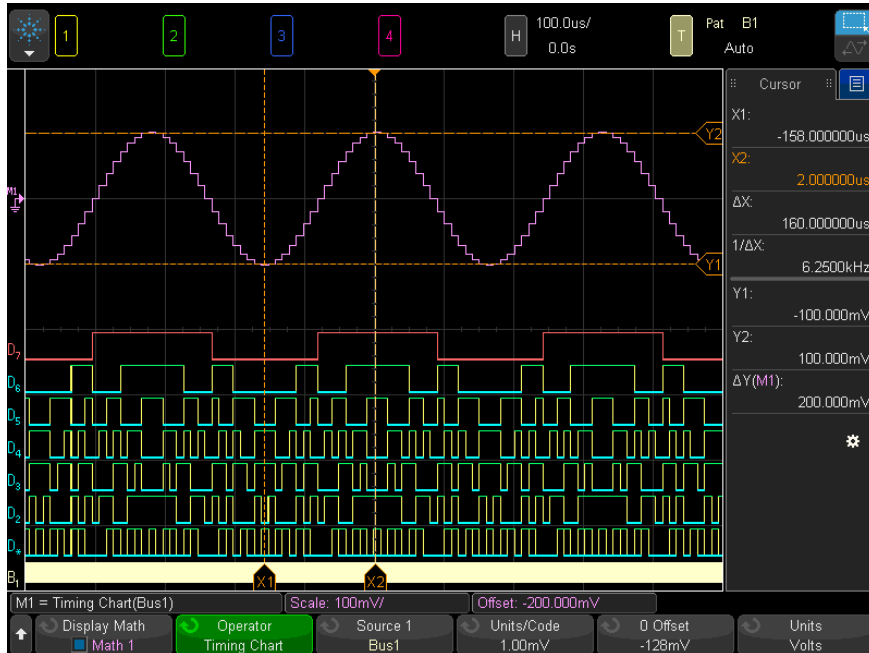 1 2 3 4 H 100.0us/ 0.0s T Pat B1 Auto
Cursor
X1:
-158.000000us
X2:
2.000000us
ΔX:
160.000000us
1/ΔX:
6.2500kHz
Y1:
-100.000mV
Y2:
100.000mV
ΔY(M1):
200.000mV
Y2
M1
Y1
D7
D6
D5
D4
D3
D2
D*
B1
X1 X2
M1 = Timing Chart(Bus1) Scale: 100mV/ Offset: -200.000mV
Display Math Operator Source 1 Units/Code 0 Offset Units
Math 1 Timing Chart Bus1 1.00mV -128mV Volts